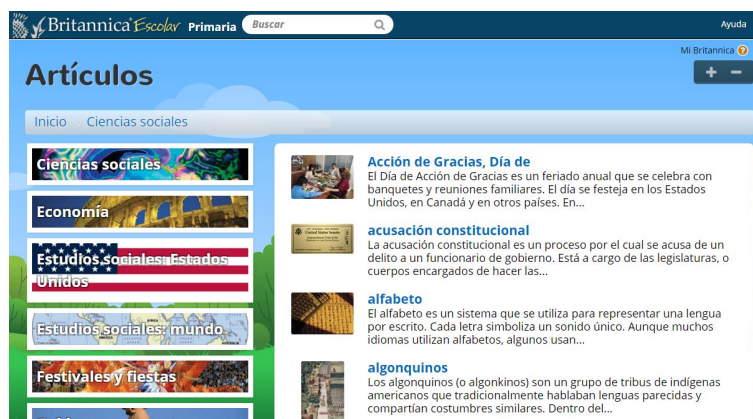 Britannica Escolar Primaria Buscar Ayuda
Mi Britannica ?
Artículos
+ −
Inicio Ciencias sociales
Ciencias sociales
Economía
Estudios sociales: Estados
Unidos
Estudios sociales: mundo
Festivales y fiestas
Acción de Gracias, Día de
El Día de Acción de Gracias es un feriado anual que se celebra con
banquetes y reuniones familiares. El día se festeja en los Estados
Unidos, en Canadá y en otros países. En...
acusación constitucional
La acusación constitucional es un proceso por el cual se acusa de un
delito a un funcionario de gobierno. Está a cargo de las legislaturas, o
cuerpos encargados de hacer las...
United States Senate
alfabeto
El alfabeto es un sistema que se utiliza para representar una lengua
por escrito. Cada letra simboliza un sonido único. Aunque muchos
idiomas utilizan alfabetos, algunos usan...
algonquinos
Los algonquinos (o algonkinos) son un grupo de tribus de indígenas
americanos que tradicionalmente hablaban lenguas parecidas y
compartían costumbres similares. Dentro del...